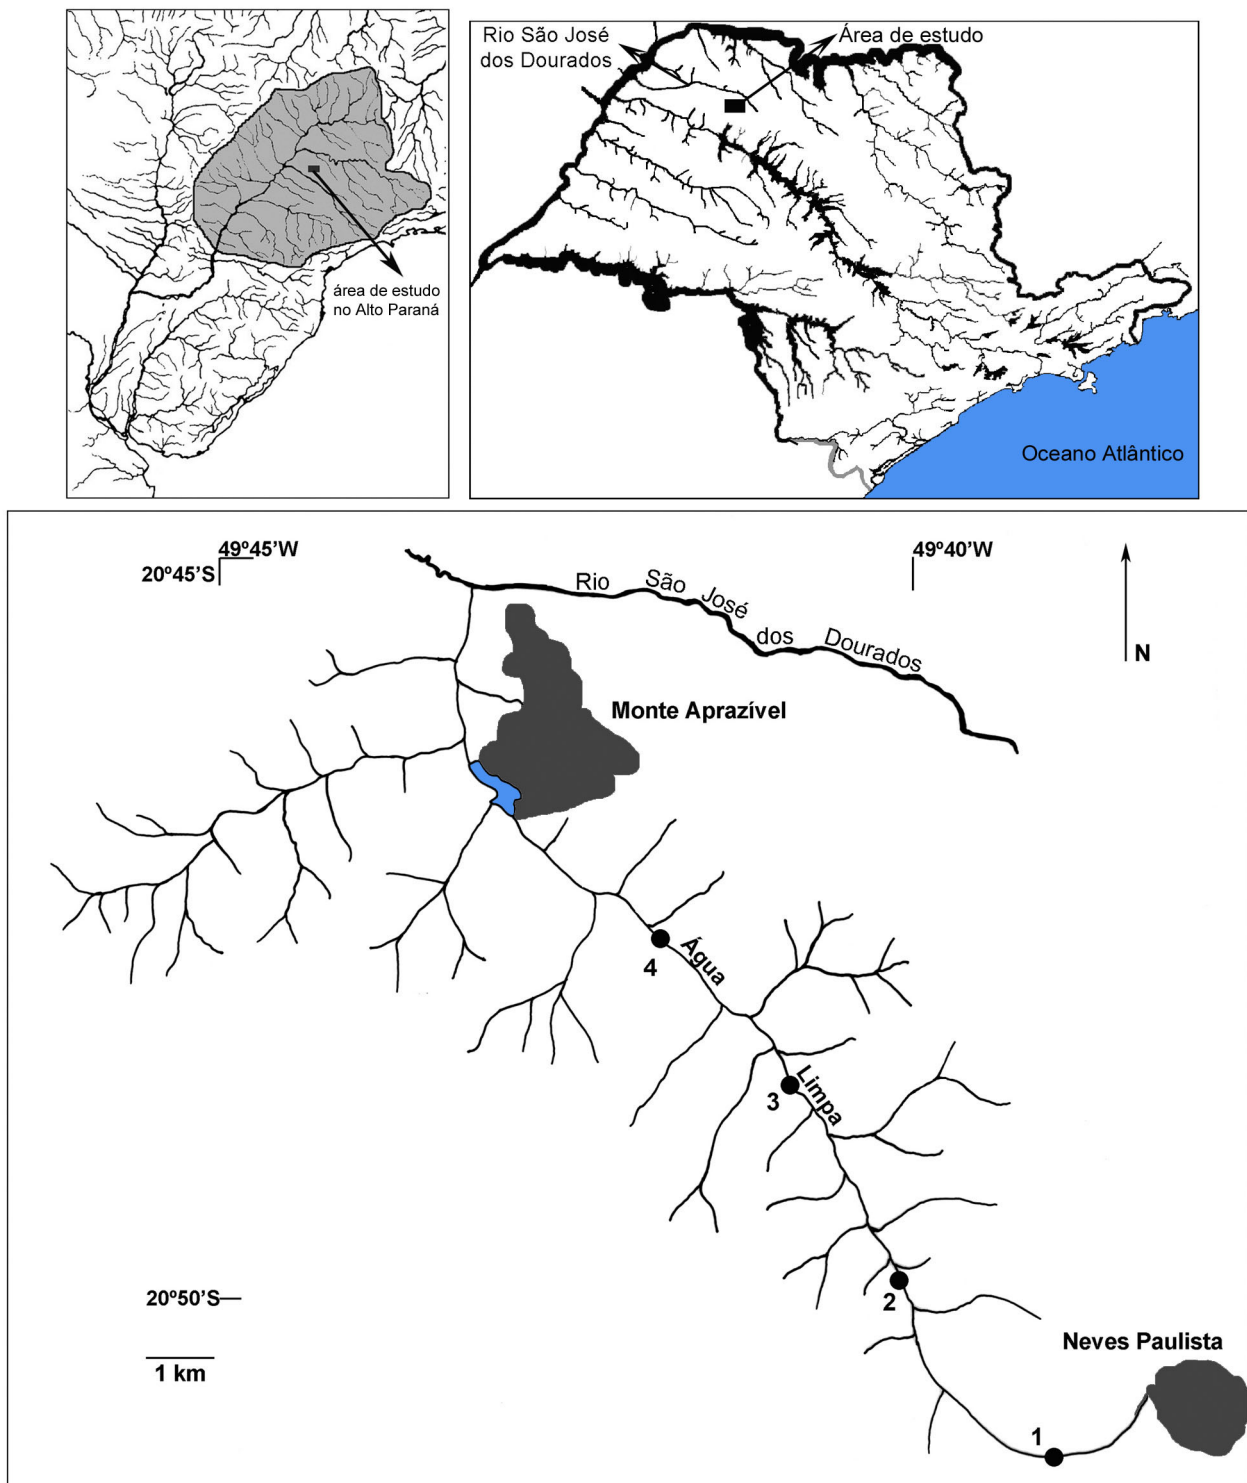 área de estudo
no Alto Paraná
Rio São José
dos Dourados
Área de estudo
Oceano Atlântico
49º45'W
20º45'S
49º40'W
Rio São José dos Dourados
N
Monte Aprazível
4
Água Limpa
3
2
20º50'S
1 km
Neves Paulista
1